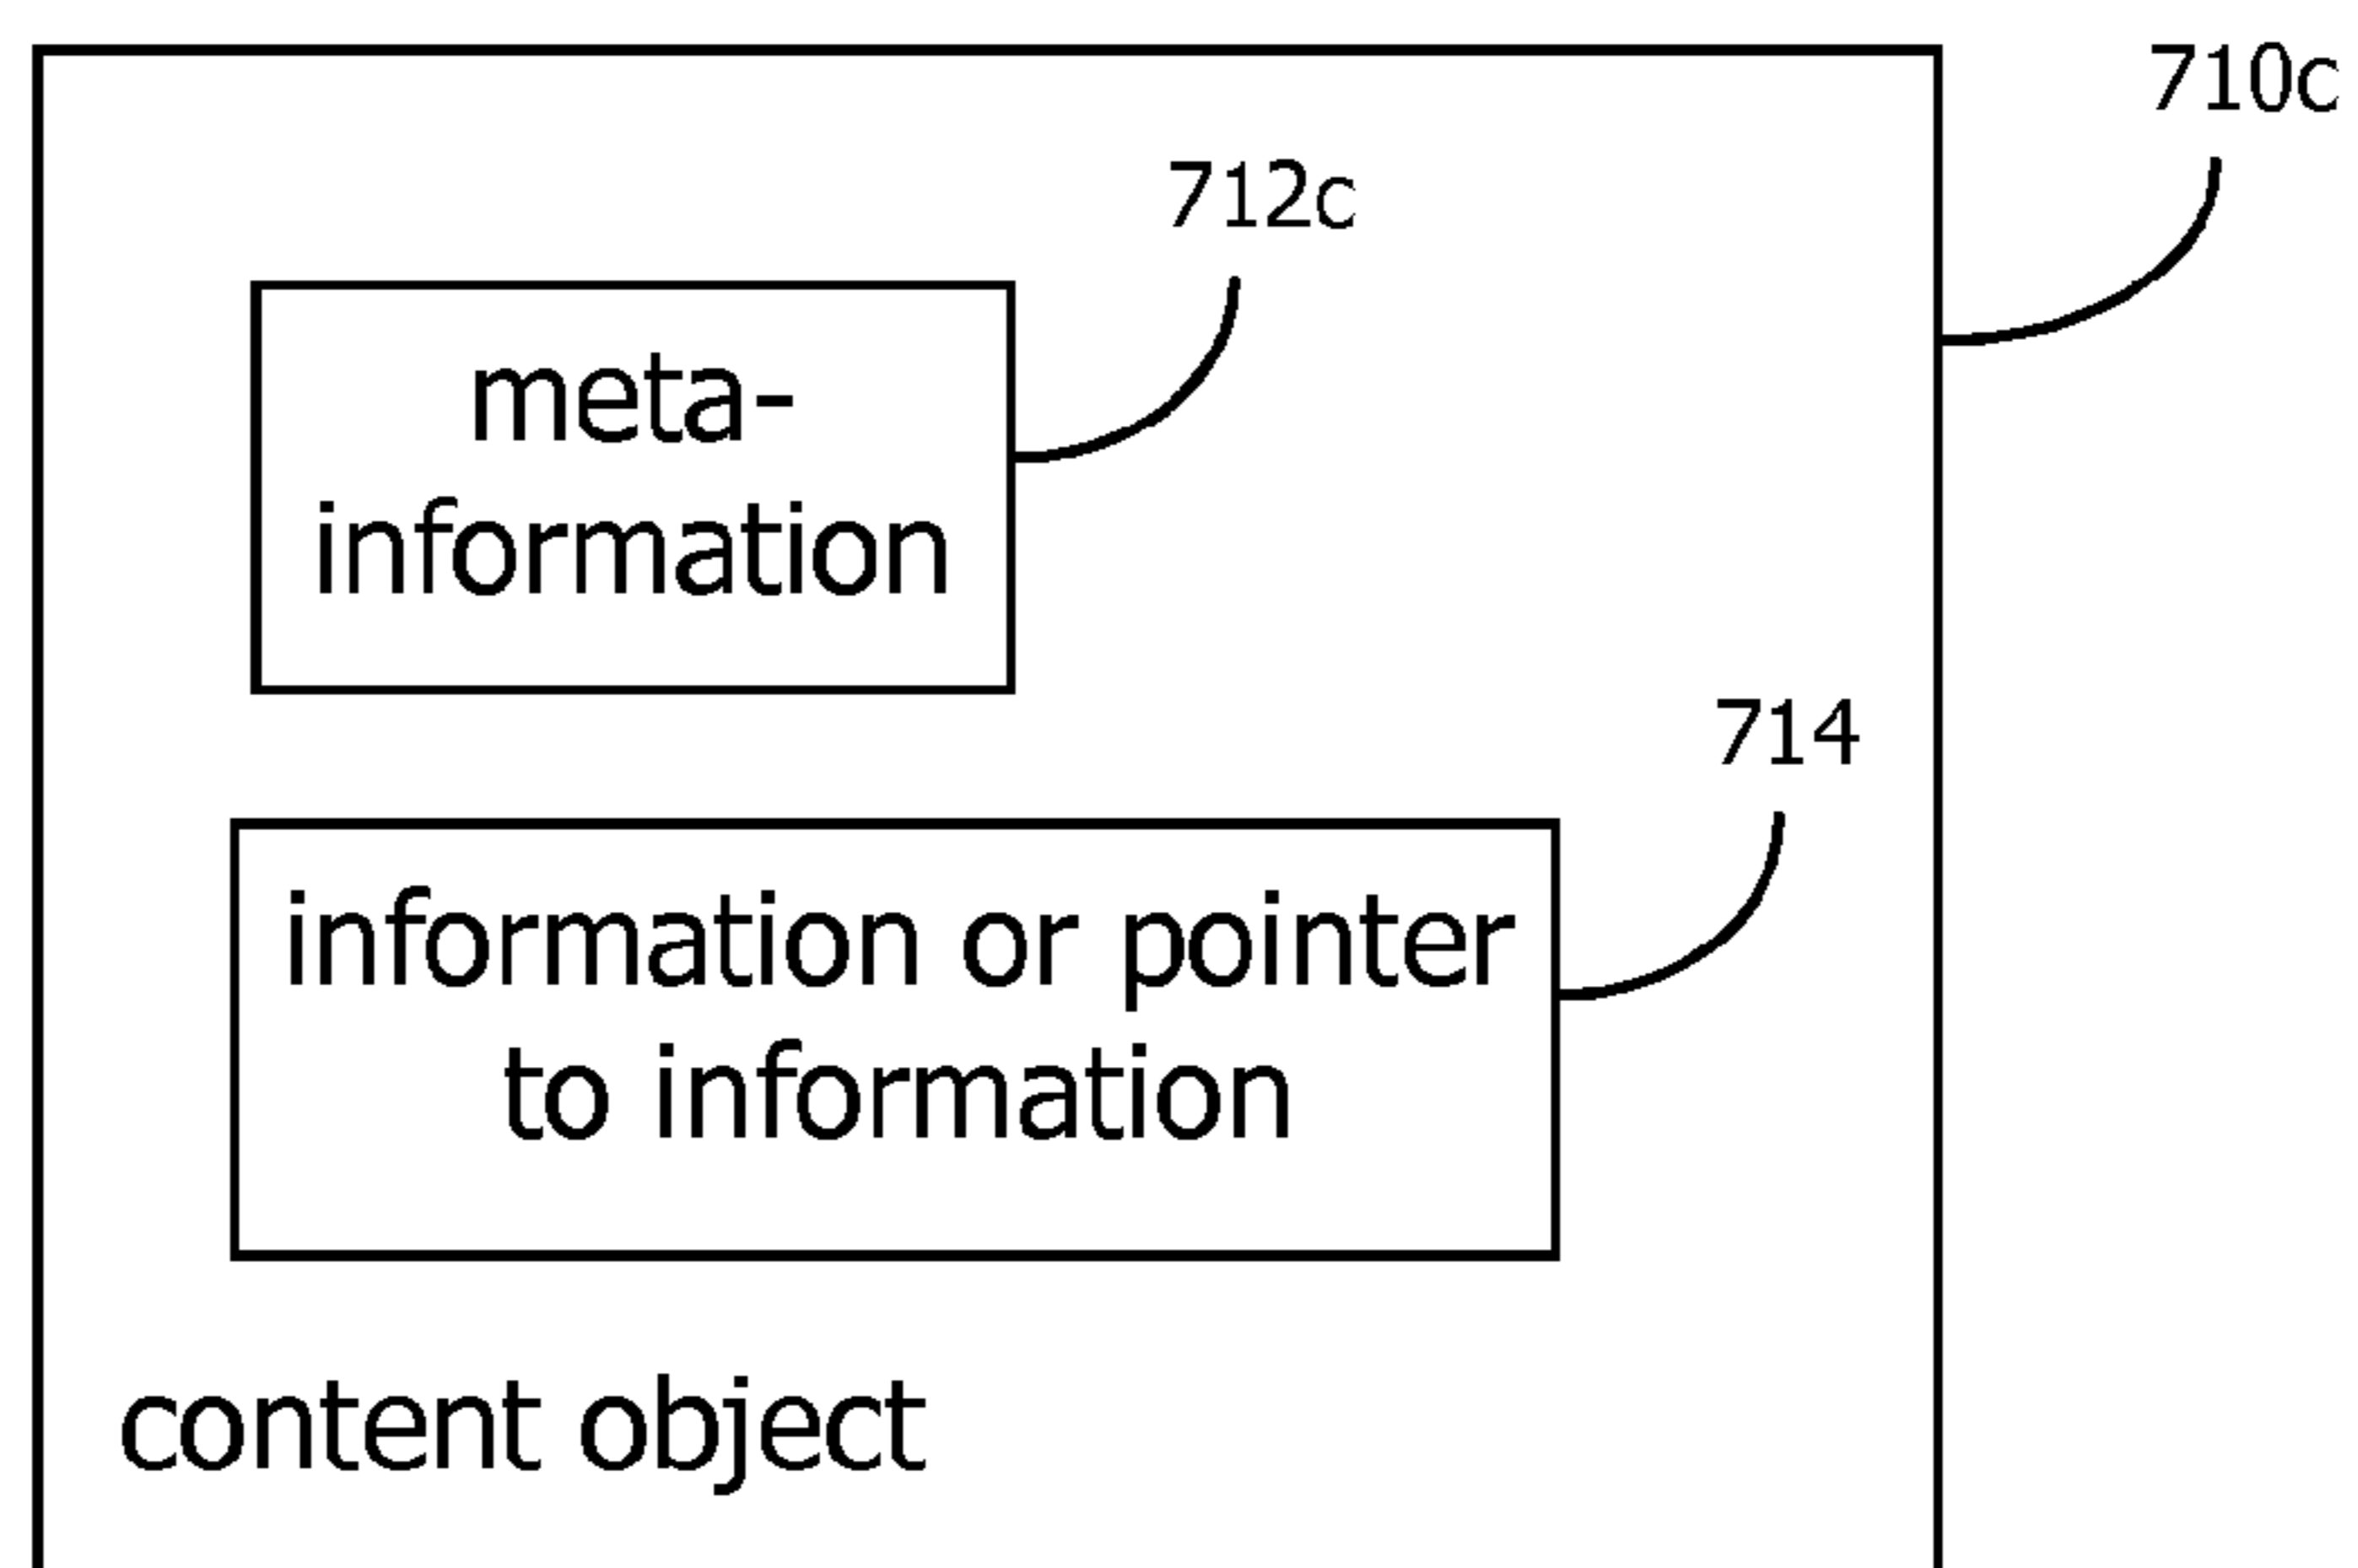 710c
712c
meta-
information
714
information or pointer
to information
content object